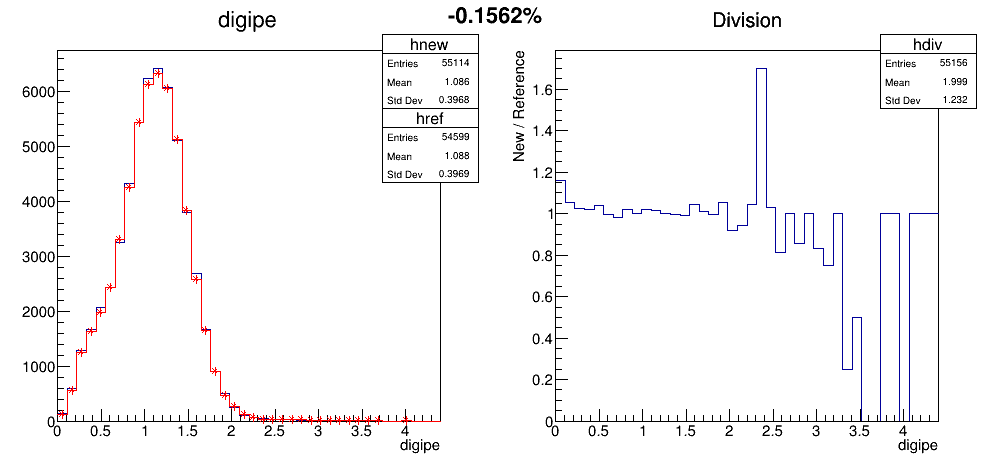 -0.1562%
digipe
hnew
Entries 55114
Mean 1.086
Std Dev 0.3968
href
Entries 54599
Mean 1.088
Std Dev 0.3969
6000
5000
4000
3000
2000
1000
0
0 0.5 1 1.5 2 2.5 3 3.5 4
digipe
Division
hdiv
Entries 55156
Mean 1.999
Std Dev 1.232
New / Reference
1.6
1.4
1.2
1
0.8
0.6
0.4
0.2
0
0 0.5 1 1.5 2 2.5 3 3.5 4
digipe